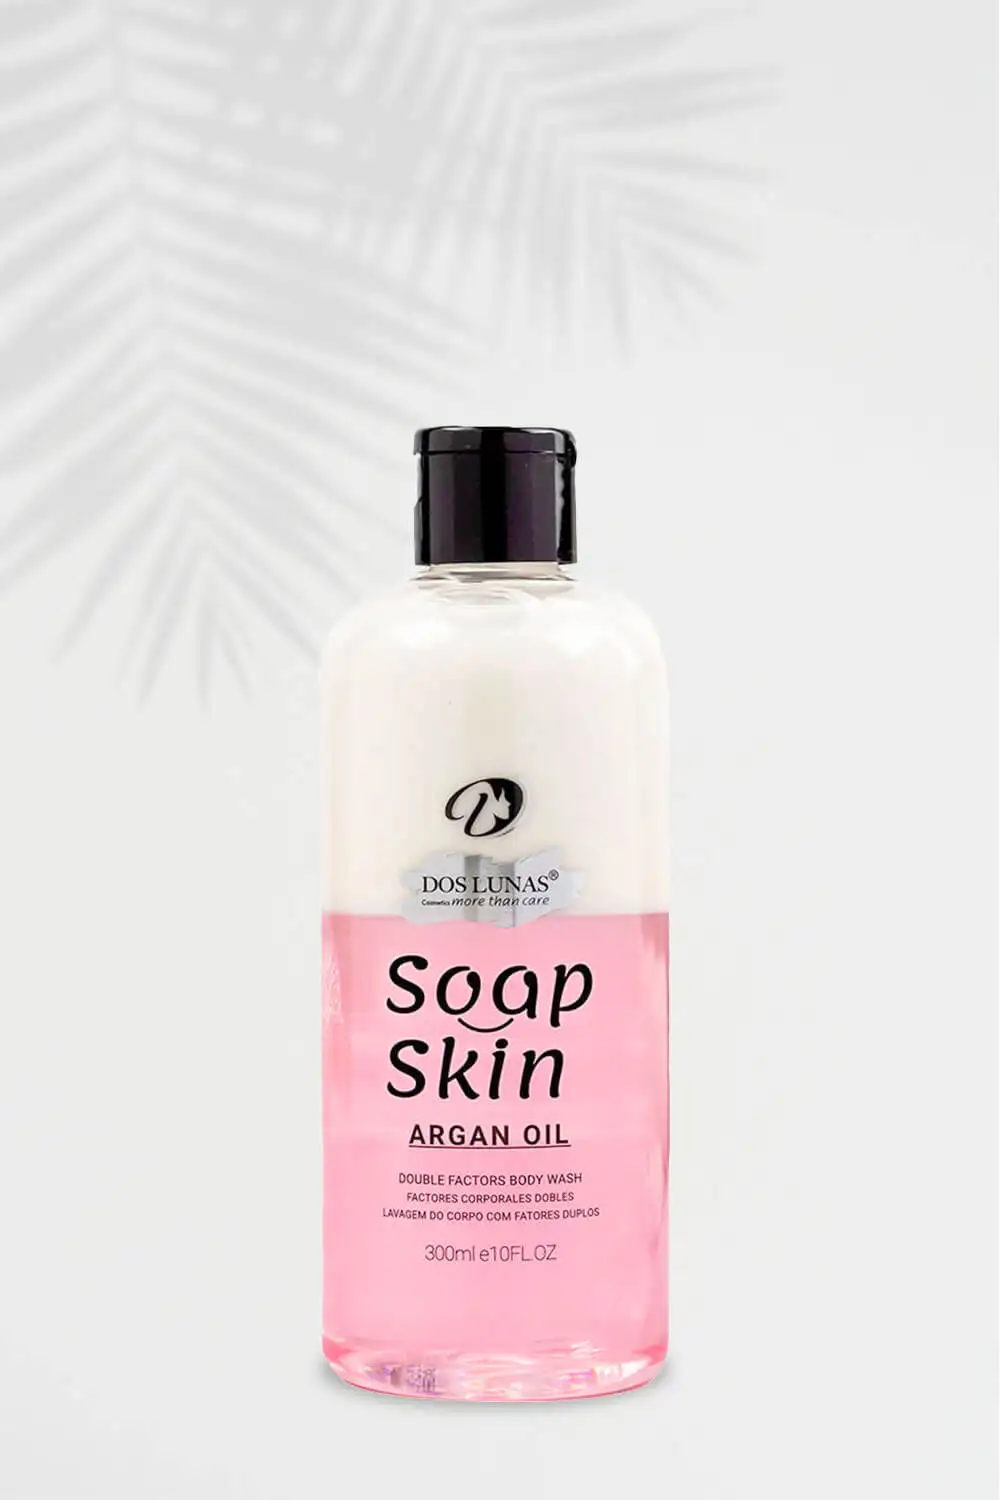 DOS LUNAS®
Cosmetics more than care
Soap
Skin
ARGAN OIL
DOUBLE FACTORS BODY WASH
FACTORES CORPORALES DOBLES
LAVAGEM DO CORPO COM FATORES DUPLOS
300ml e10FL.OZ